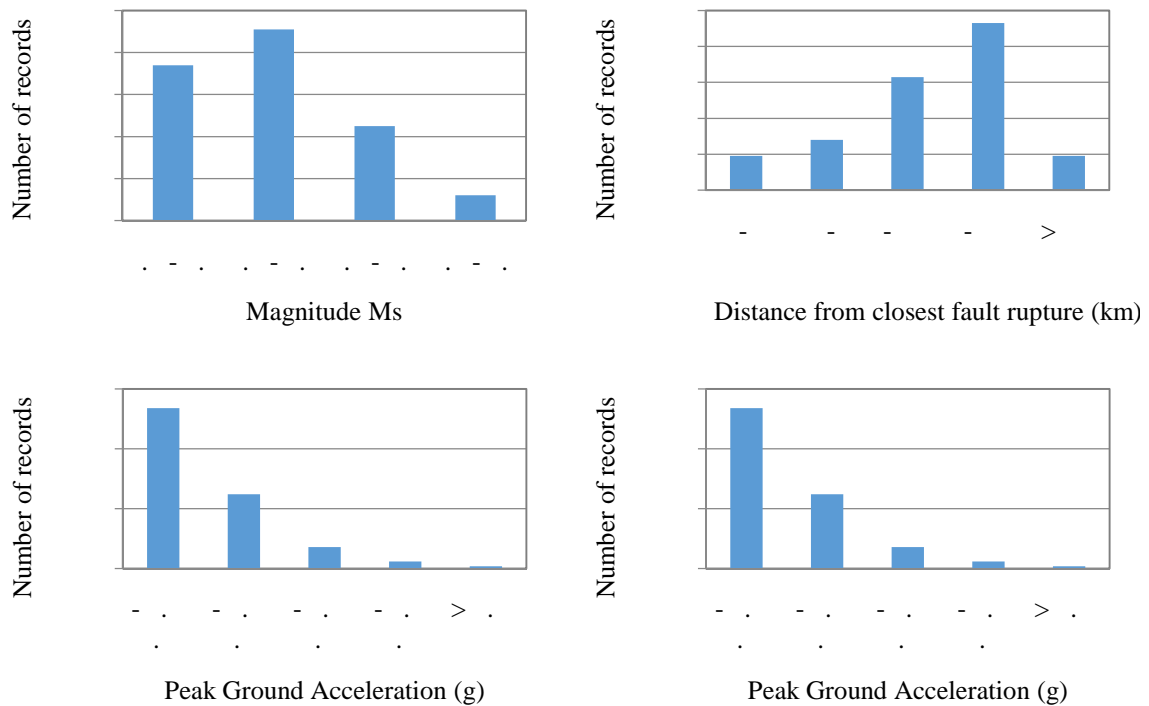 Number of records
. - . . - . . - . . - .
Magnitude Ms
Number of records
- - - - >
Distance from closest fault rupture (km)
Number of records
- . - . - . - . > .
. . . .
Peak Ground Acceleration (g)
Number of records
- . - . - . - . > .
. . . .
Peak Ground Acceleration (g)